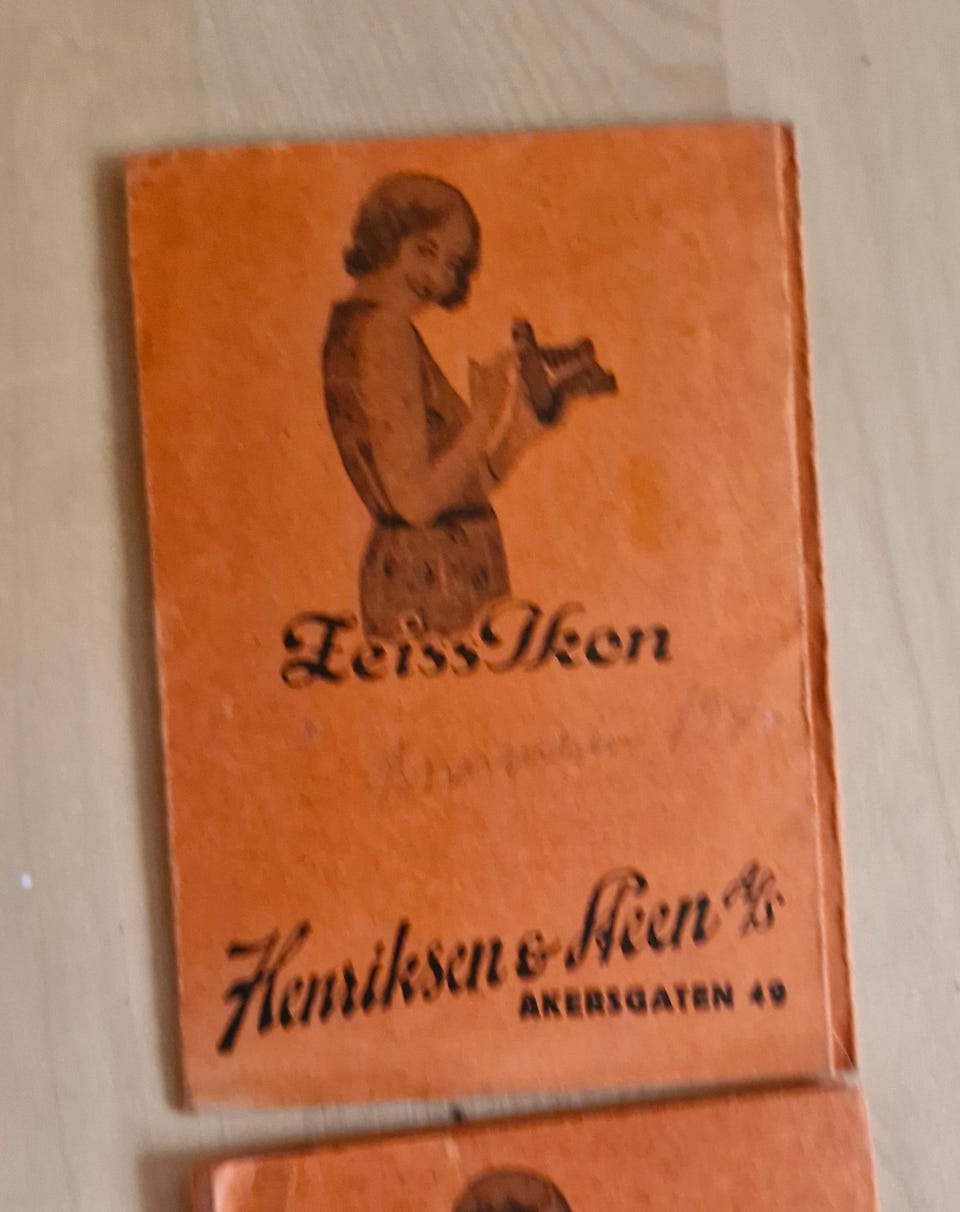 Zeiss Ikon
Henriksen & Steen A/S
AKERSGATEN 49